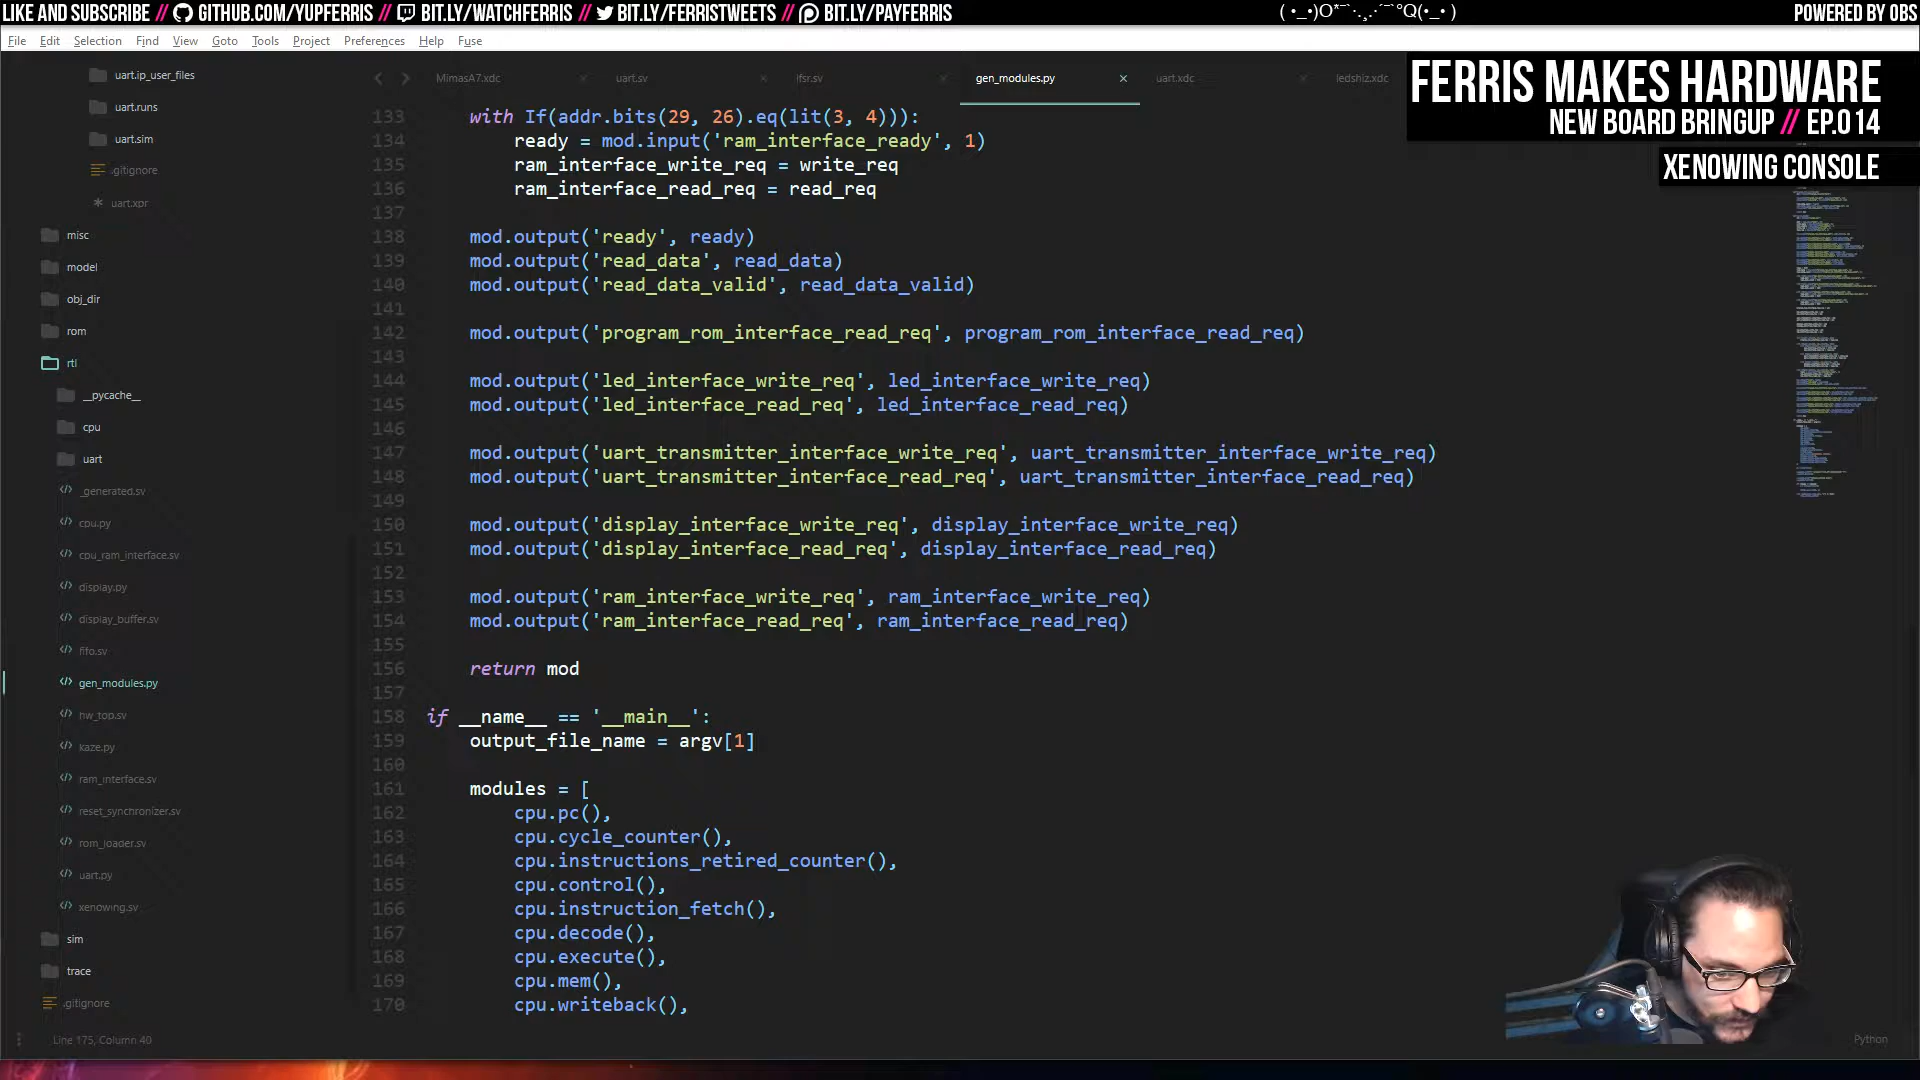 LIKE AND SUBSCRIBE // GITHUB.COM/YUPFERRIS // BIT.LY/WATCHFERRIS // BIT.LY/FERRISTWEETS // BIT.LY/PAYFERRIS
POWERED BY OBS
File Edit Selection Find View Goto Tools Project Preferences Help Fuse
FERRIS MAKES HARDWARE
NEW BOARD BRINGUP // EP.014
XENOWING CONSOLE
MimasA7.xdc uart.sv lfsr.sv gen_modules.py uart.xdc ledshiz.xdc
uart.ip_user_files
uart.runs
uart.sim
.gitignore
uart.xpr
misc
model
obj_dir
rom
rtl
__pycache__
cpu
uart
_generated.sv
cpu.py
cpu_ram_interface.sv
display.py
display_buffer.sv
fifo.sv
gen_modules.py
hw_top.sv
kaze.py
ram_interface.sv
reset_synchronizer.sv
rom_loader.sv
uart.py
xenowing.sv
sim
trace
.gitignore
133 with If(addr.bits(29, 26).eq(lit(3, 4))):
134 ready = mod.input('ram_interface_ready', 1)
135 ram_interface_write_req = write_req
136 ram_interface_read_req = read_req
137
138 mod.output('ready', ready)
139 mod.output('read_data', read_data)
140 mod.output('read_data_valid', read_data_valid)
141
142 mod.output('program_rom_interface_read_req', program_rom_interface_read_req)
143
144 mod.output('led_interface_write_req', led_interface_write_req)
145 mod.output('led_interface_read_req', led_interface_read_req)
146
147 mod.output('uart_transmitter_interface_write_req', uart_transmitter_interface_write_req)
148 mod.output('uart_transmitter_interface_read_req', uart_transmitter_interface_read_req)
149
150 mod.output('display_interface_write_req', display_interface_write_req)
151 mod.output('display_interface_read_req', display_interface_read_req)
152
153 mod.output('ram_interface_write_req', ram_interface_write_req)
154 mod.output('ram_interface_read_req', ram_interface_read_req)
155
156 return mod
157
158 if __name__ == '__main__':
159 output_file_name = argv[1]
160
161 modules = [
162 cpu.pc(),
163 cpu.cycle_counter(),
164 cpu.instructions_retired_counter(),
165 cpu.control(),
166 cpu.instruction_fetch(),
167 cpu.decode(),
168 cpu.execute(),
169 cpu.mem(),
170 cpu.writeback(),
Line 175, Column 40
Python